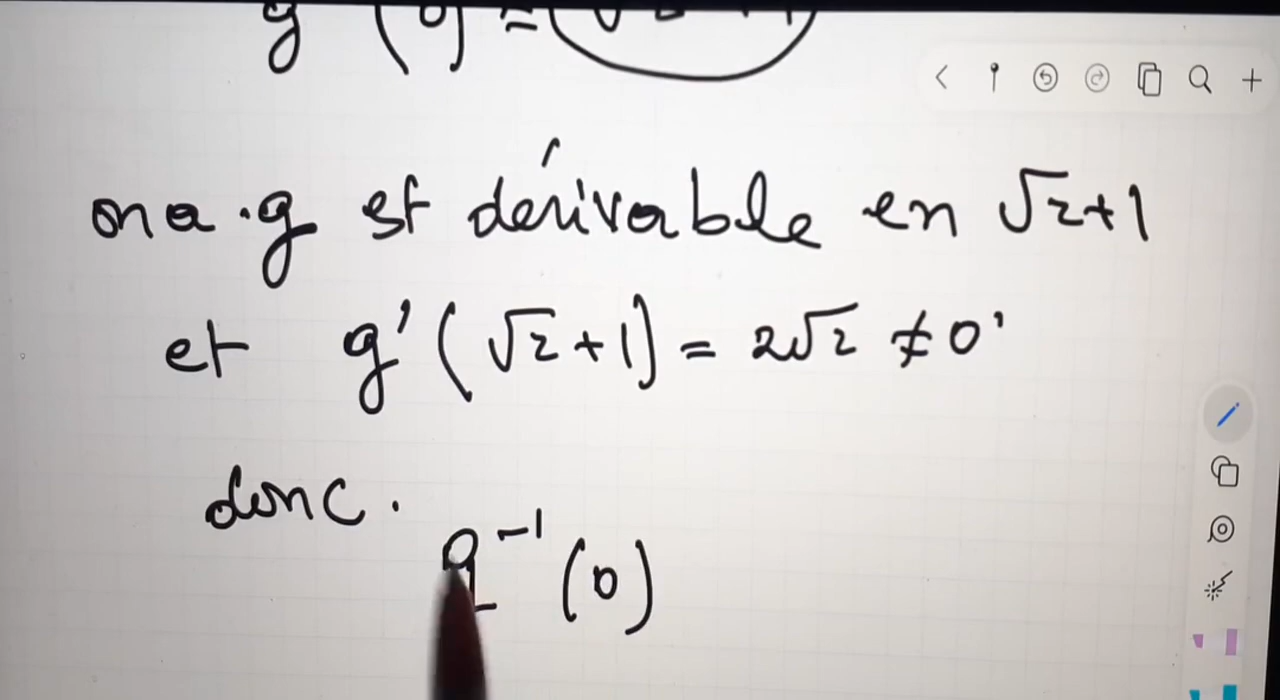 on a . g est dérivable en √2+1
et g'(√2+1) = 2√2 ≠ 0
donc . g⁻¹(0)